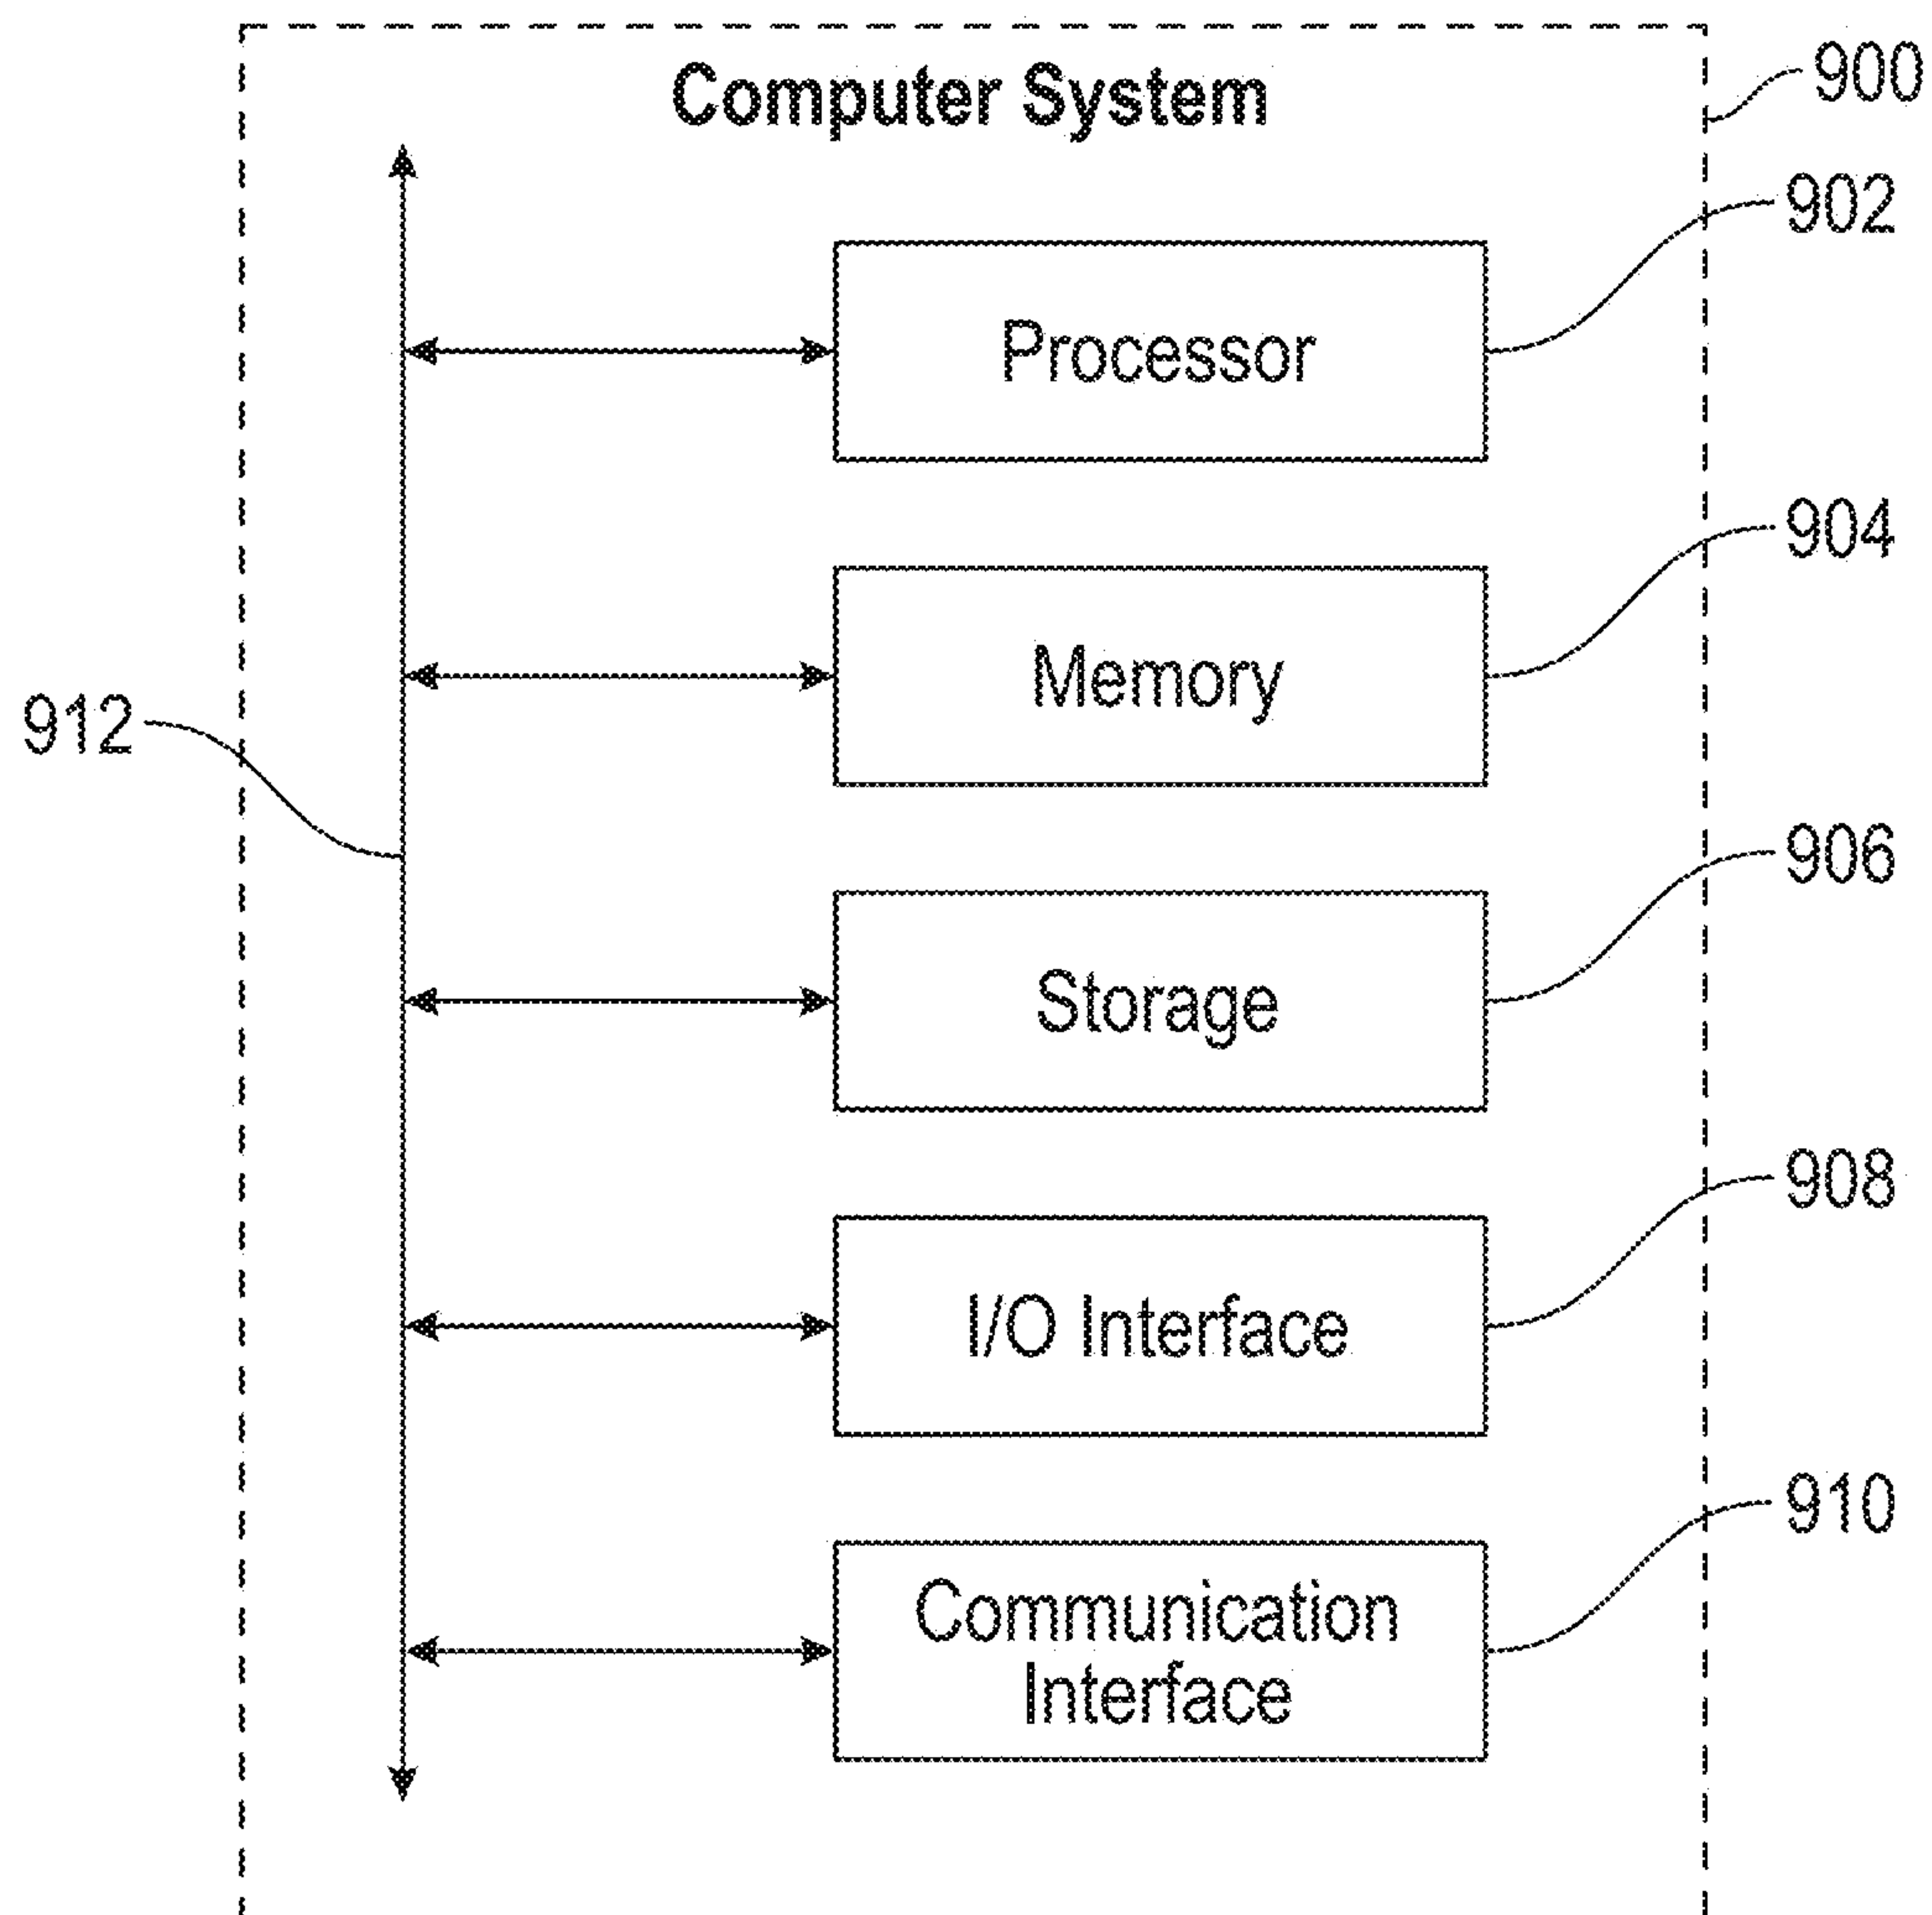 Computer System
900
902
Processor
904
Memory
912
906
Storage
908
I/O Interface
910
Communication
Interface